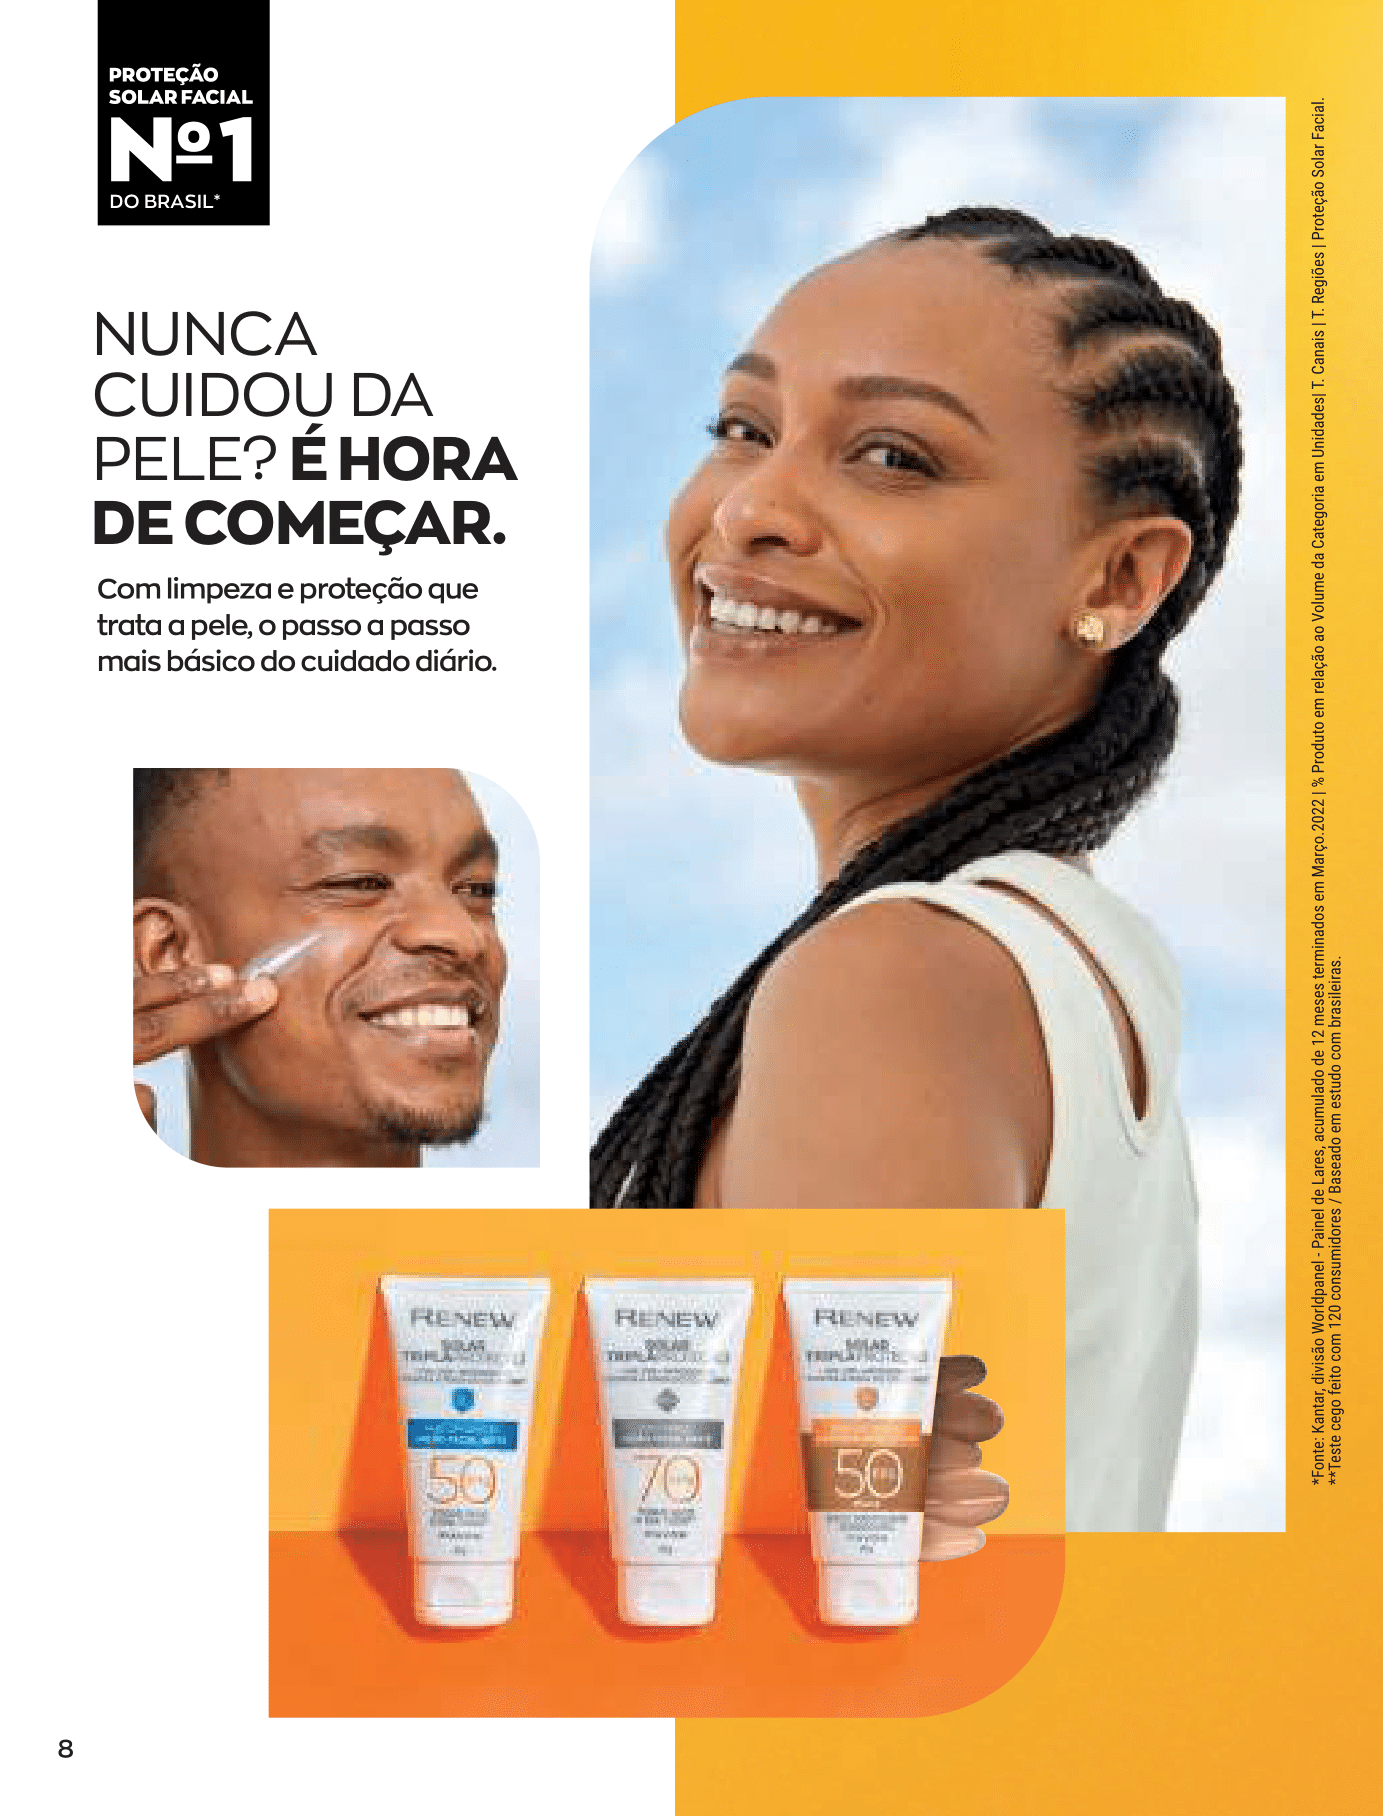 PROTEÇÃO
SOLAR FACIAL
Nº1
DO BRASIL*
NUNCA
CUIDOU DA
PELE? É HORA
DE COMEÇAR.
Com limpeza e proteção que
trata a pele, o passo a passo
mais básico do cuidado diário.
RENEW
SOLAR
50
RENEW
SOLAR
70
RENEW
SOLAR
50
*Fonte: Kantar, divisão Worldpanel - Painel de Lares, acumulado de 12 meses terminados em Março.2022 | % Produto em relação ao Volume da Categoria em Unidades| T. Canais | T. Regiões | Proteção Solar Facial.
**Teste cego feito com 120 consumidores / Baseado em estudo com brasileiras.
8